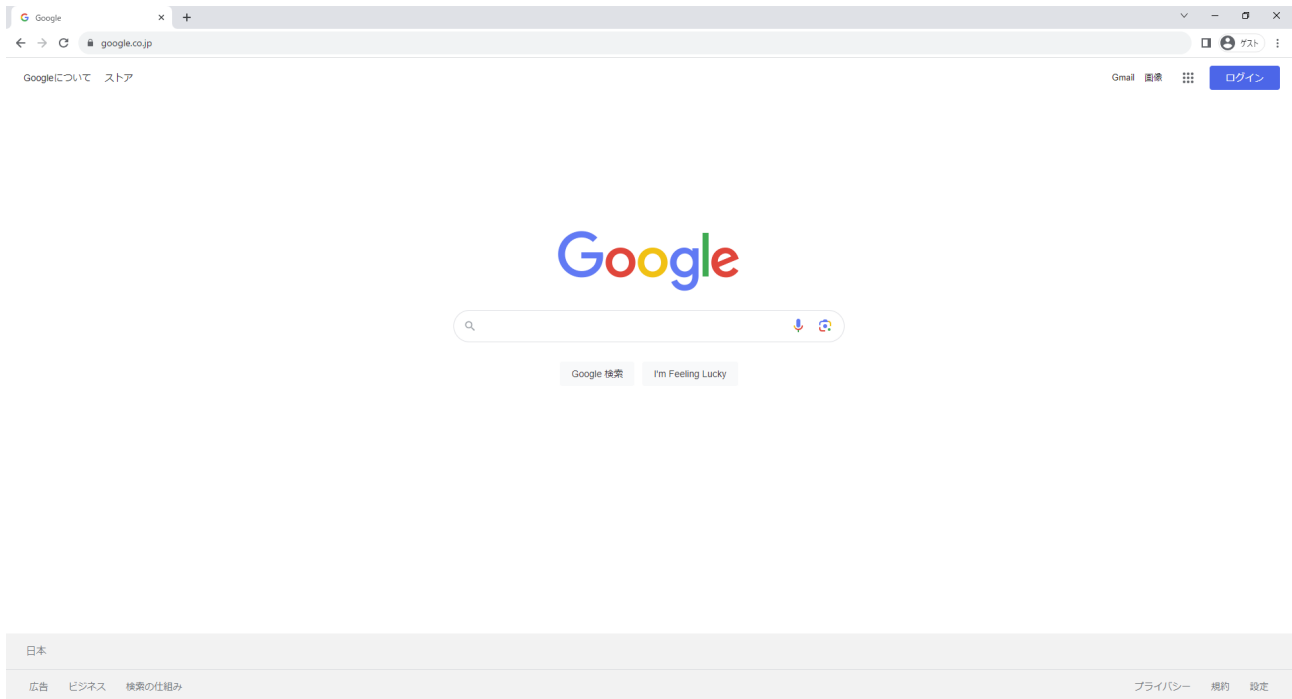 Google
google.co.jp
ゲスト
Googleについて ストア
Gmail 画像 ログイン
Google
Google 検索 I'm Feeling Lucky
日本
広告 ビジネス 検索の仕組み プライバシー 規約 設定